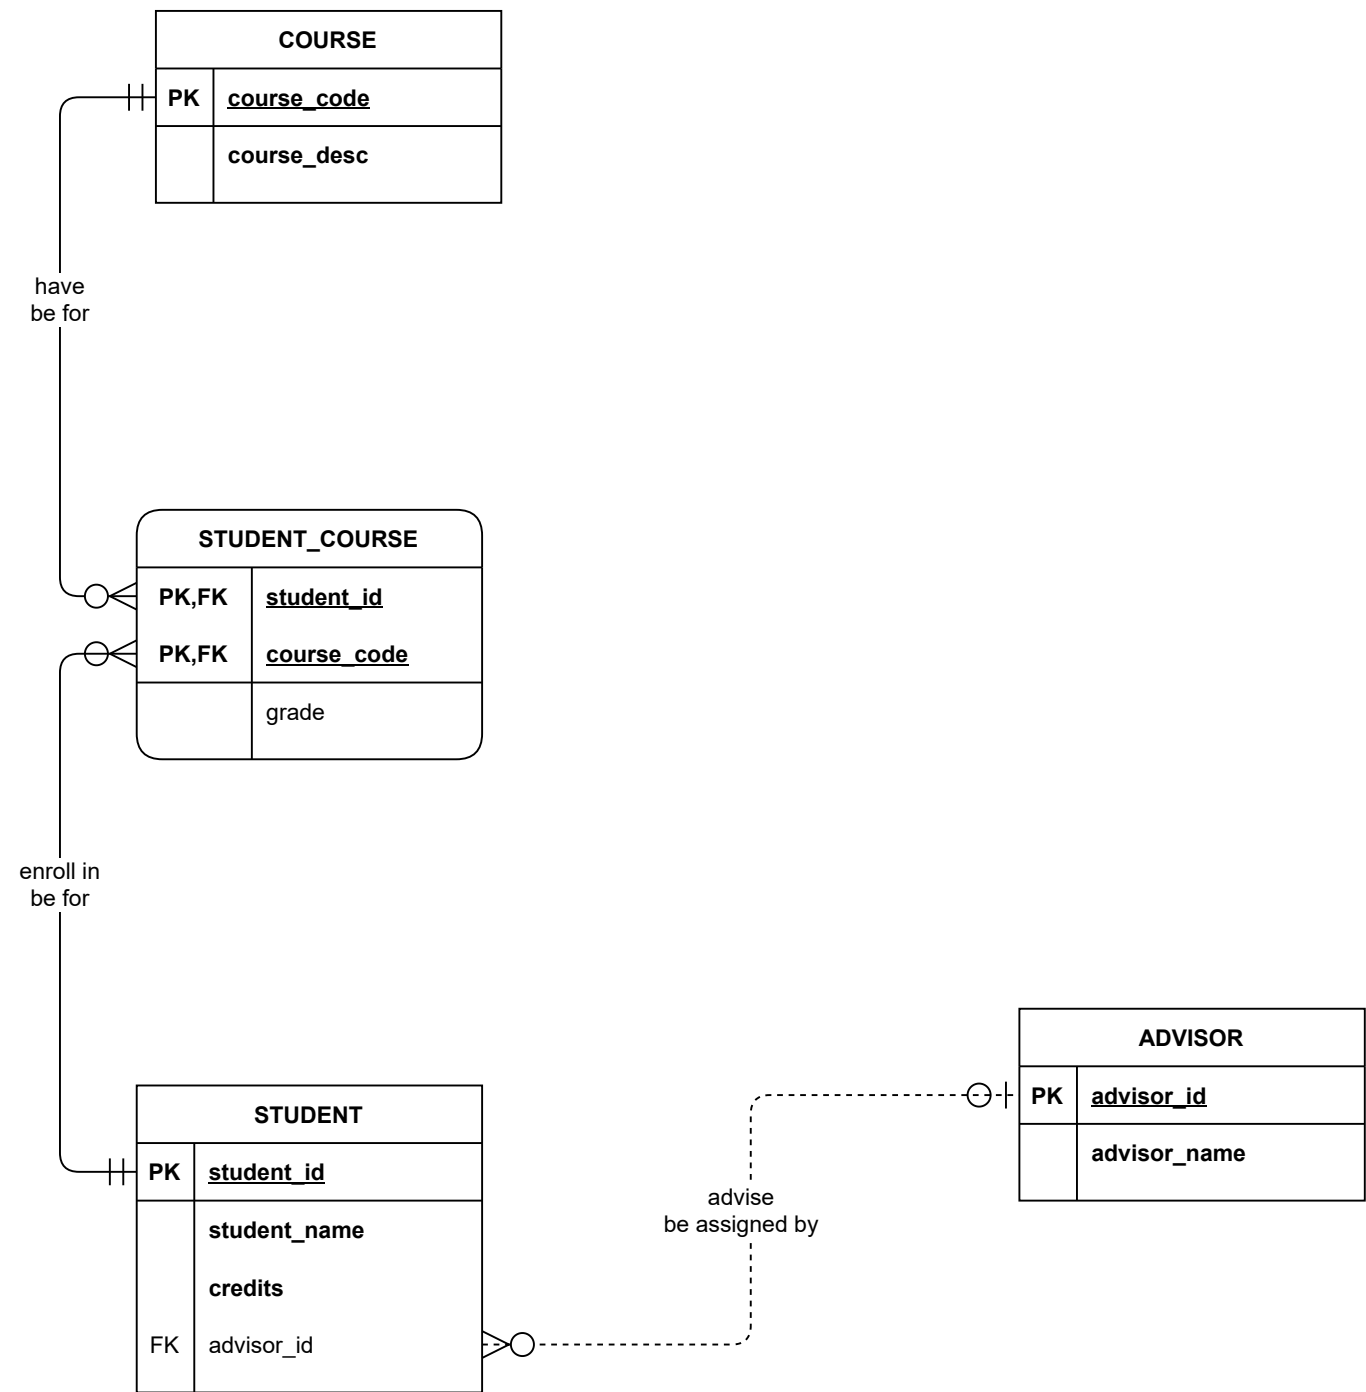 COURSE
PK course_code
course_desc
have
be for
STUDENT_COURSE
PK,FK student_id
PK,FK course_code
grade
enroll in
be for
STUDENT
PK student_id
student_name
credits
FK advisor_id
advise
be assigned by
ADVISOR
PK advisor_id
advisor_name